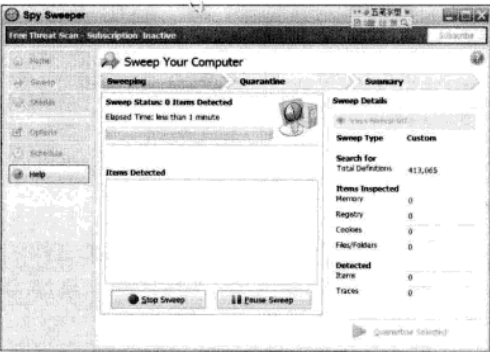 Spy Sweeper
Free Threat Scan - Subscription Inactive
Subscribe
Home
Sweep Your Computer
Sweep
Sweeping
Quarantine
Summary
Shields
Sweep Status: 0 Items Detected
Sweep Details
Elapsed Time: less than 1 minute
Options
Sweep Type Custom
Schedule
Search for
Help
Items Detected
Total Definitions 413,665
Items Inspected
Memory 0
Registry 0
Cookies 0
Files/Folders 0
Detected
Items 0
Stop Sweep
Pause Sweep
Traces 0
Quarantine Selected